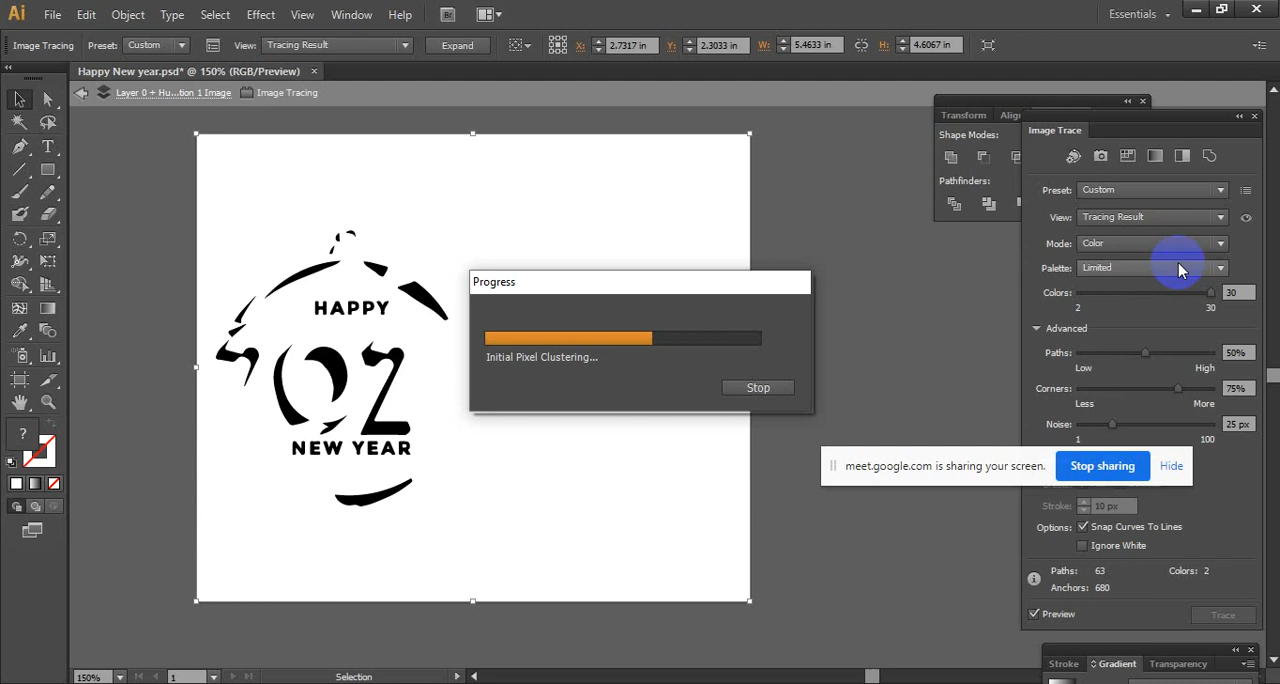 Ai File Edit Object Type Select Effect View Window Help Br Essentials
Image Tracing Preset: Custom View: Tracing Result Expand X: 2.7317 in Y: 2.3033 in W: 5.4633 in H: 4.6067 in
Happy New year.psd* @ 150% (RGB/Preview)
Layer 0 + Hu...tion 1 Image Image Tracing
Transform Align
Shape Modes:
Pathfinders:
Image Trace
Preset: Custom
View: Tracing Result
Mode: Color
Palette: Limited
Colors: 30
2 30
Advanced
Paths: 50%
Low High
Corners: 75%
Less More
Noise: 25 px
1 100
Stroke: 10 px
Options: Snap Curves To Lines
Ignore White
Paths: 63 Colors: 2
Anchors: 680
Preview Trace
Progress
Initial Pixel Clustering...
Stop
HAPPY
NEW YEAR
meet.google.com is sharing your screen. Stop sharing Hide
?
Stroke Gradient Transparency
150% 1 Selection